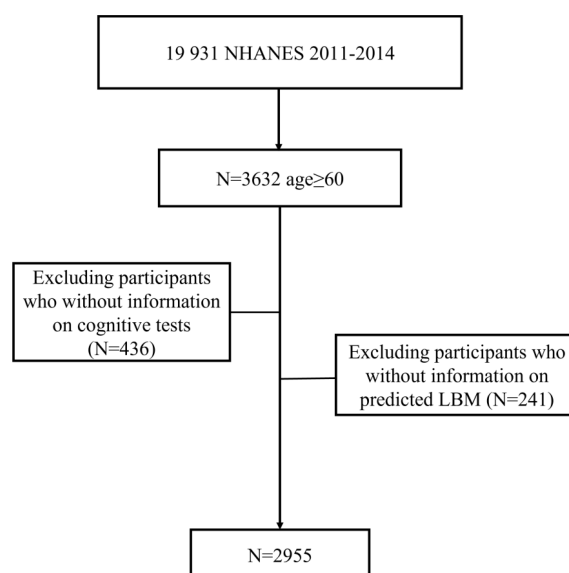 19 931 NHANES 2011-2014
N=3632 age≥60
Excluding participants
who without information
on cognitive tests
(N=436)
Excluding participants who
without information on
predicted LBM (N=241)
N=2955